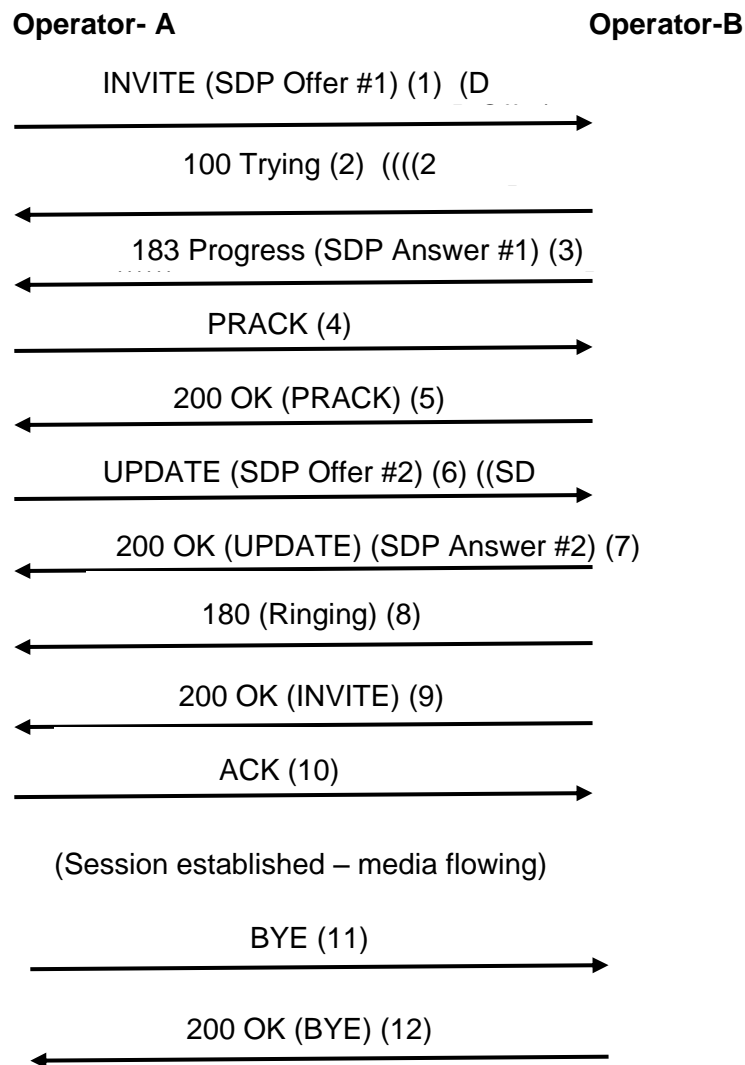 Operator- A Operator-B
INVITE (SDP Offer #1) (1) (D
100 Trying (2) ((((2
183 Progress (SDP Answer #1) (3)
PRACK (4)
200 OK (PRACK) (5)
UPDATE (SDP Offer #2) (6) ((SD
200 OK (UPDATE) (SDP Answer #2) (7)
180 (Ringing) (8)
200 OK (INVITE) (9)
ACK (10)
(Session established – media flowing)
BYE (11)
200 OK (BYE) (12)